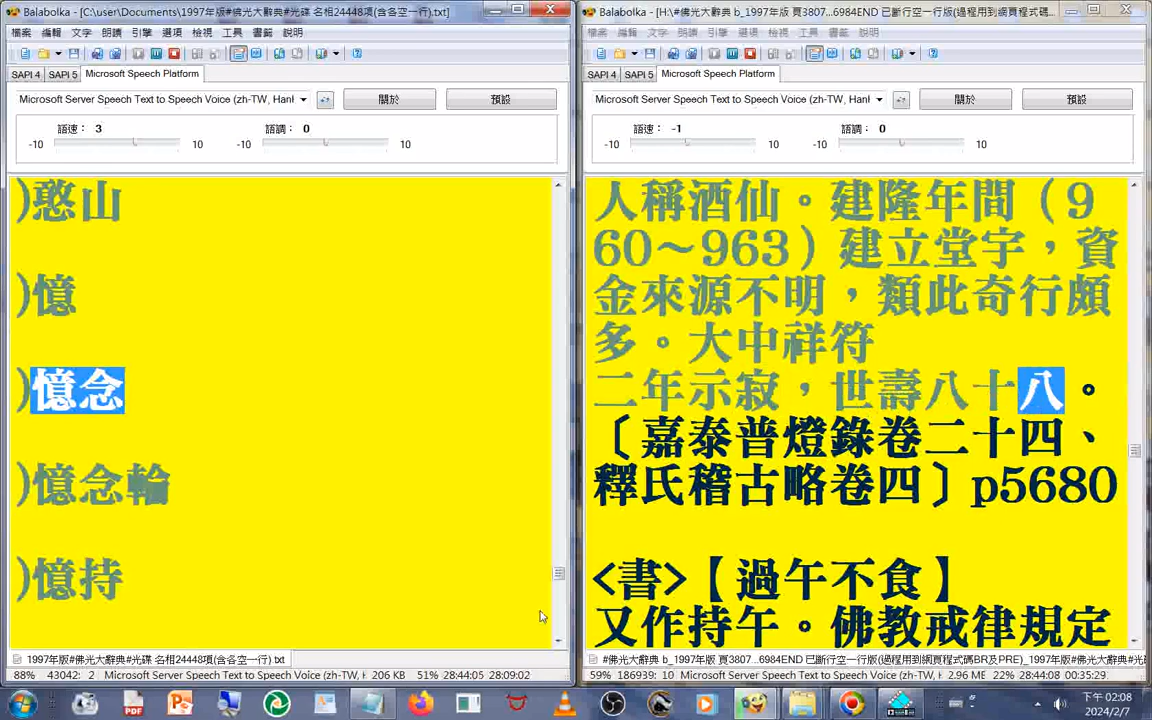 Balabolka - [C:\user\Documents\1997年版#佛光大辭典#光碟 名相24448項(含各空一行).txt]
檔案 編輯 文字 朗讀 引擎 選項 檢視 工具 書籤 說明
SAPI 4 SAPI 5 Microsoft Speech Platform
Microsoft Server Speech Text to Speech Voice (zh-TW, Hanl
關於
預設
語速： 3
語調： 0
-10 10 -10 10
)憨山
)憶
)憶念
)憶念輪
)憶持
1997年版#佛光大辭典#光碟 名相24448項(含各空一行).txt
88% 43042: 2 Microsoft Server Speech Text to Speech Voice (zh-TW, 206 KB 51% 28:44:05 28:09:02
Balabolka - [H:\#佛光大辭典 b_1997年版 頁3807...6984END 已斷行空一行版(過程用到網頁程式碼...
檔案 編輯 文字 朗讀 引擎 選項 檢視 工具 書籤 說明
SAPI 4 SAPI 5 Microsoft Speech Platform
Microsoft Server Speech Text to Speech Voice (zh-TW, Hanl
關於
預設
語速： -1
語調： 0
-10 10 -10 10
人稱酒仙。建隆年間（9
60～963）建立堂宇，資
金來源不明，類此奇行頗
多。大中祥符
二年示寂，世壽八十八。
〔嘉泰普燈錄卷二十四、
釋氏稽古略卷四〕p5680
<書>【過午不食】
又作持午。佛教戒律規定
#佛光大辭典 b_1997年版 頁3807...6984END 已斷行空一行版(過程用到網頁程式碼BR及PRE)_1997年版#佛光
59% 186939: 10 Microsoft Server Speech Text to Speech Voice (zh-TW, 2.96 ME 22% 28:44:08 00:35:29
下午 02:08
2024/2/7